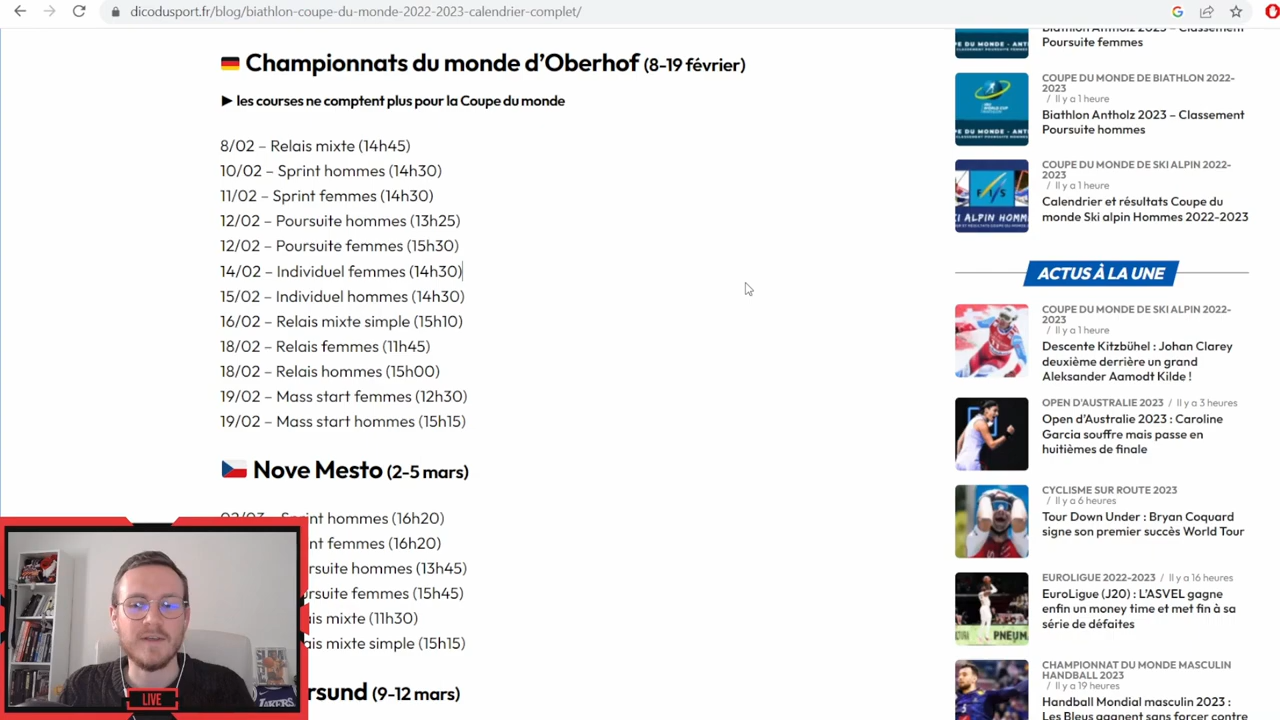 dicodusport.fr/blog/biathlon-coupe-du-monde-2022-2023-calendrier-complet/
Championnats du monde d'Oberhof (8-19 février)
▶ les courses ne comptent plus pour la Coupe du monde
8/02 – Relais mixte (14h45)
10/02 – Sprint hommes (14h30)
11/02 – Sprint femmes (14h30)
12/02 – Poursuite hommes (13h25)
12/02 – Poursuite femmes (15h30)
14/02 – Individuel femmes (14h30)
15/02 – Individuel hommes (14h30)
16/02 – Relais mixte simple (15h10)
18/02 – Relais femmes (11h45)
18/02 – Relais hommes (15h00)
19/02 – Mass start femmes (12h30)
19/02 – Mass start hommes (15h15)
Nove Mesto (2-5 mars)
hommes (16h20)
femmes (16h20)
hommes (13h45)
femmes (15h45)
mixte (11h30)
mixte simple (15h15)
(9-12 mars)
LIVE
Biathlon Antholz 2023 – Classement
Poursuite femmes
COUPE DU MONDE DE BIATHLON 2022-
2023
/ Il y a 1 heure
Biathlon Antholz 2023 – Classement
Poursuite hommes
COUPE DU MONDE DE SKI ALPIN 2022-
2023
/ Il y a 1 heure
Calendrier et résultats Coupe du
monde Ski alpin Hommes 2022-2023
ACTUS À LA UNE
COUPE DU MONDE DE SKI ALPIN 2022-
2023
/ Il y a 1 heure
Descente Kitzbühel : Johan Clarey
deuxième derrière un grand
Aleksander Aamodt Kilde !
OPEN D'AUSTRALIE 2023 / Il y a 3 heures
Open d'Australie 2023 : Caroline
Garcia souffre mais passe en
huitièmes de finale
CYCLISME SUR ROUTE 2023
/ Il y a 6 heures
Tour Down Under : Bryan Coquard
signe son premier succès World Tour
EUROLIGUE 2022-2023 / Il y a 16 heures
EuroLigue (J20) : L'ASVEL gagne
enfin un money time et met fin à sa
série de défaites
CHAMPIONNAT DU MONDE MASCULIN
HANDBALL 2023
/ Il y a 19 heures
Handball Mondial masculin 2023 :
Les Bleus gagnent sans forcer contre